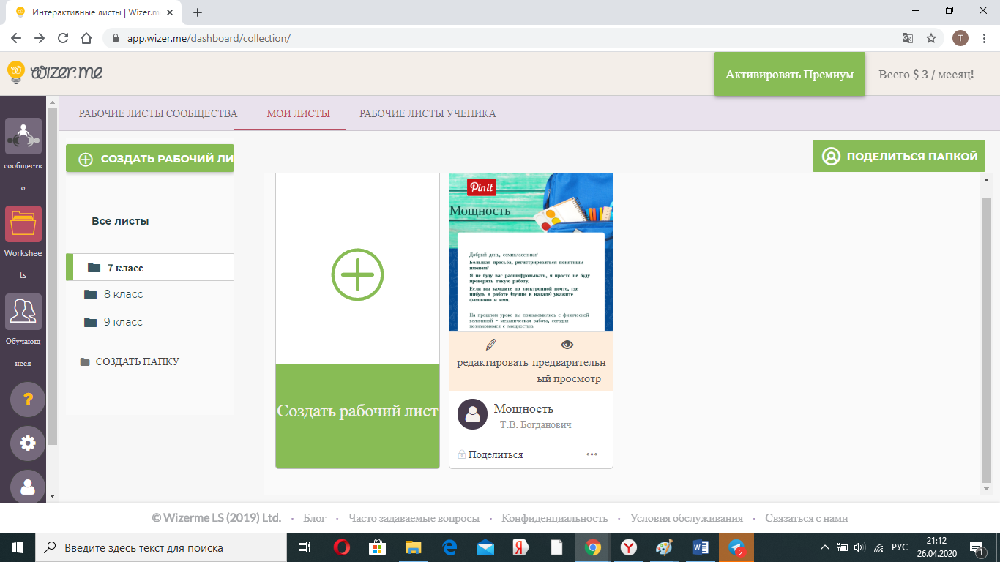 Интерактивные листы | Wizer.m
app.wizer.me/dashboard/collection/
T
wizer.me
Активировать Премиум
Всего $ 3 / месяц!
РАБОЧИЕ ЛИСТЫ СООБЩЕСТВА
МОИ ЛИСТЫ
РАБОЧИЕ ЛИСТЫ УЧЕНИКА
сообществ
о
Workshee
ts
Обучающ
иеся
?
СОЗДАТЬ РАБОЧИЙ ЛИ
ПОДЕЛИТЬСЯ ПАПКОЙ
Все листы
7 класс
8 класс
9 класс
СОЗДАТЬ ПАПКУ
Создать рабочий лист
Pinit
Мощность
Добрый день, семиклассники!
Большая просьба, регистрироваться понятным
именем!
Я не буду вас расшифровывать, я просто не буду
проверять такую работу.
Если вы заходите по электронной почте, где
нибудь в работе (лучше в начале) укажите
фамилию и имя.
На прошлом уроке вы познакомились с физической
величиной - механическая работа, сегодня
познакомимся с мощностью
редактировать
предварительн
ый просмотр
Мощность
Т.В. Богданович
Поделиться
© Wizerme LS (2019) Ltd. · Блог · Часто задаваемые вопросы · Конфиденциальность · Условия обслуживания · Связаться с нами
Введите здесь текст для поиска
2
РУС
21:12
26.04.2020
1